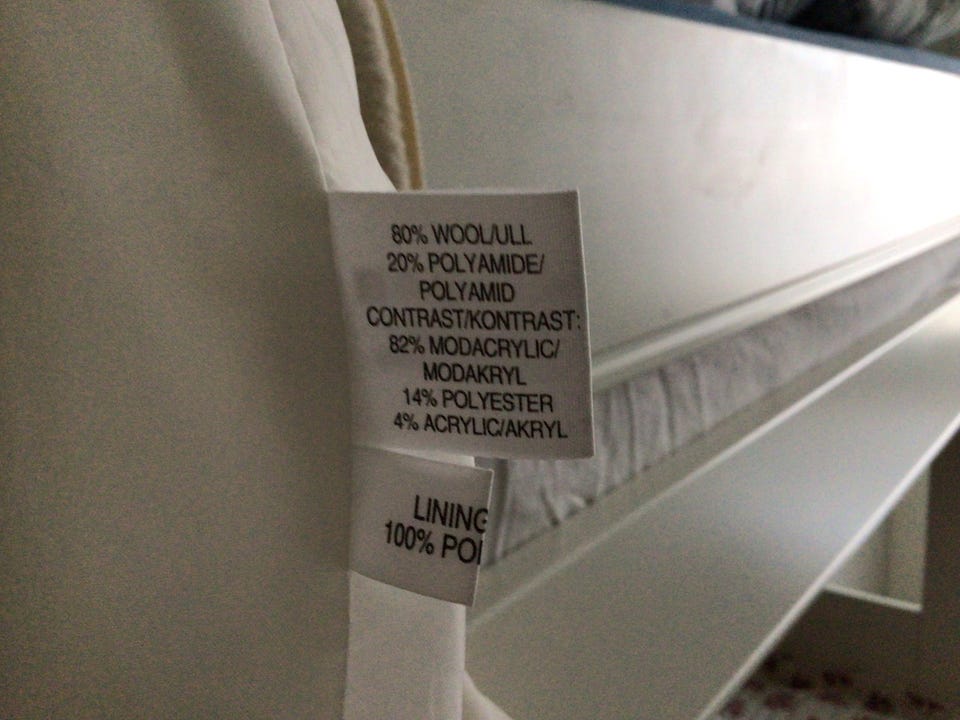 80% WOOL/ULL
20% POLYAMIDE/
POLYAMID
CONTRAST/KONTRAST:
82% MODACRYLIC/
MODAKRYL
14% POLYESTER
4% ACRYLIC/AKRYL
LINING
100%